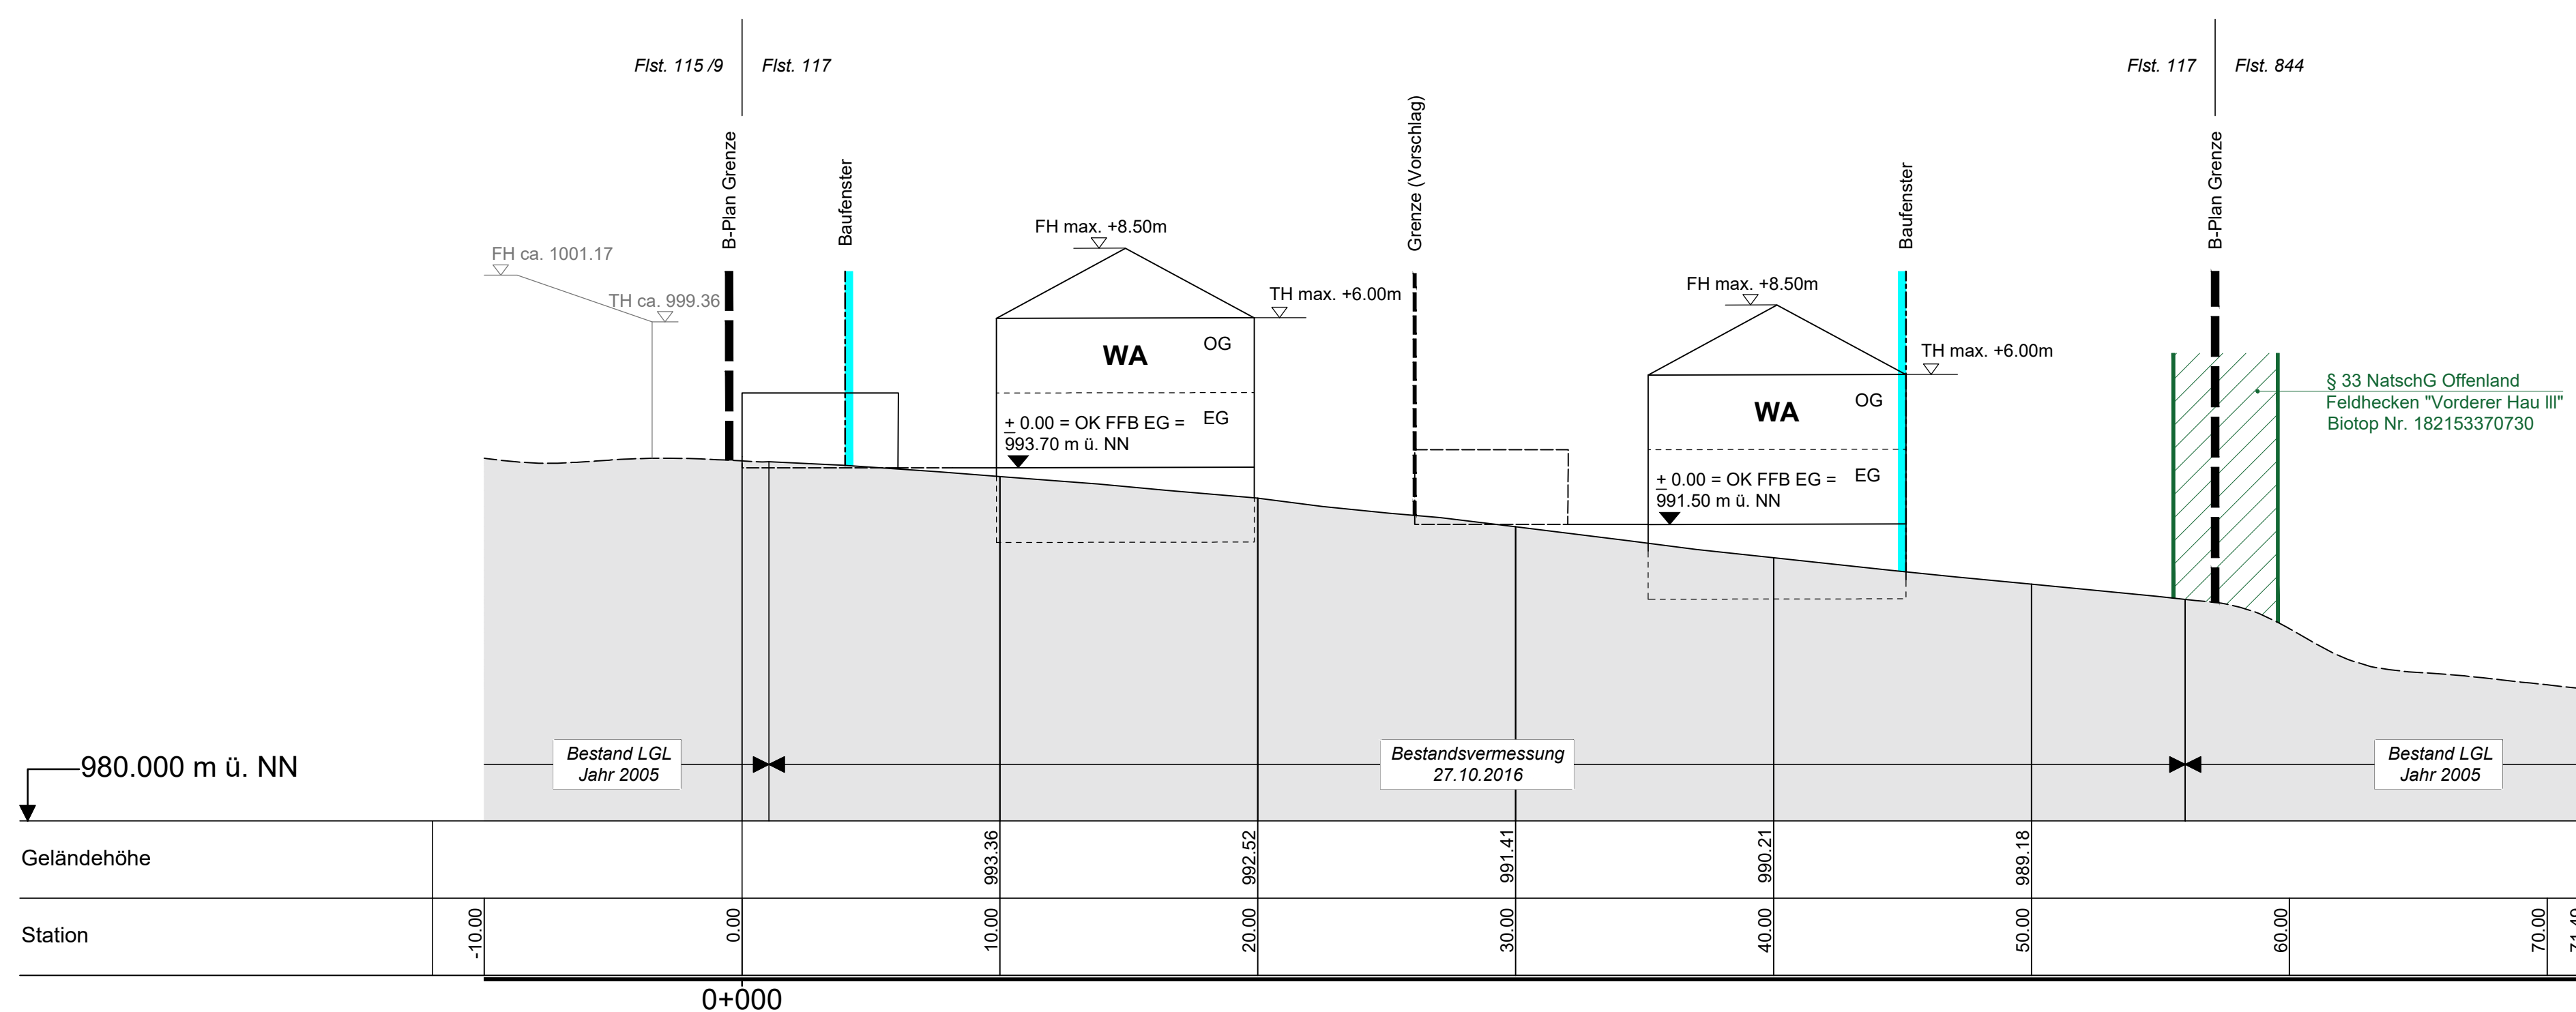 Flst. 115 /9
Flst. 117
Flst. 117
Flst. 844
B-Plan Grenze
Baufenster
Grenze (Vorschlag)
Baufenster
B-Plan Grenze
FH ca. 1001.17
TH ca. 999.36
FH max. +8.50m
TH max. +6.00m
WA
OG
EG
± 0.00 = OK FFB EG =
993.70 m ü. NN
FH max. +8.50m
TH max. +6.00m
WA
OG
EG
± 0.00 = OK FFB EG =
991.50 m ü. NN
§ 33 NatschG Offenland
Feldhecken "Vorderer Hau III"
Biotop Nr. 182153370730
980.000 m ü. NN
Bestand LGL
Jahr 2005
Bestandsvermessung
27.10.2016
Bestand LGL
Jahr 2005
Geländehöhe
993.36
992.52
991.41
990.21
989.18
Station
-10.00
0.00
10.00
20.00
30.00
40.00
50.00
60.00
70.00
0+000